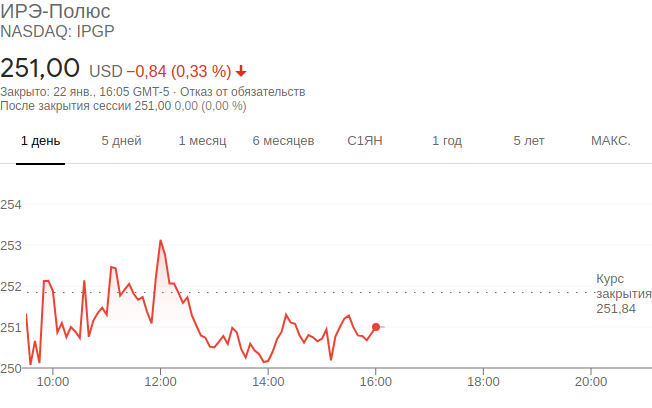 ИРЭ-Полюс
NASDAQ: IPGP
251,00 USD −0,84 (0,33 %)
Закрыто: 22 янв., 16:05 GMT-5 · Отказ от обязательств
После закрытия сессии 251,00 0,00 (0,00 %)
1 день 5 дней 1 месяц 6 месяцев С1ЯН 1 год 5 лет МАКС.
254
253
252
251
250
Курс
закрытия
251,84
10:00 12:00 14:00 16:00 18:00 20:00